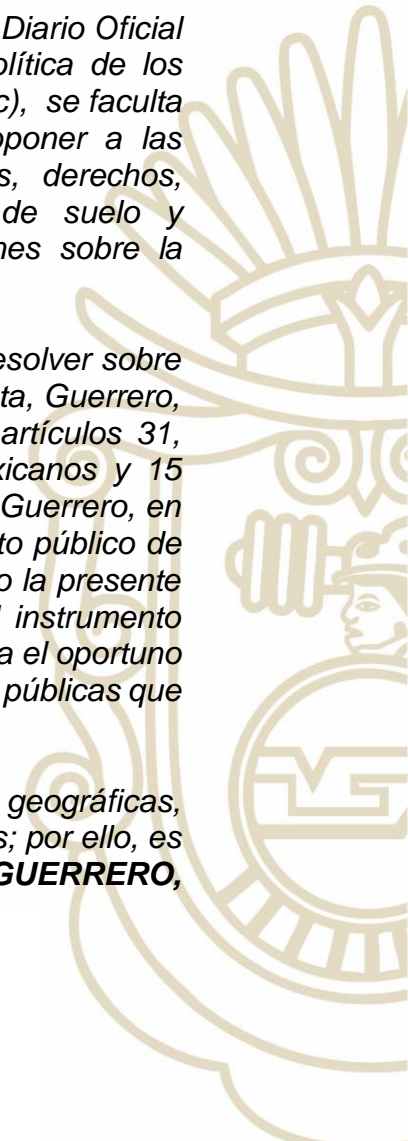 Diario Oficial
olítica de los
c), se faculta
oponer a las
s, derechos,
de suelo y
nes sobre la
esolver sobre
ta, Guerrero,
artículos 31,
xicanos y 15
Guerrero, en
to público de
o la presente
l instrumento
a el oportuno
públicas que
geográficas,
s; por ello, es
GUERRERO,